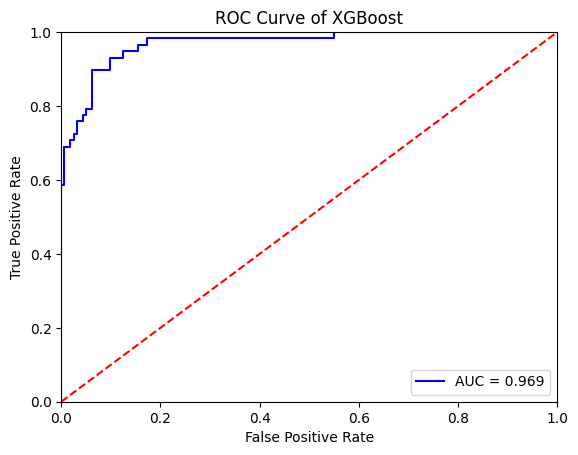 ROC Curve of XGBoost
1.0
0.8
0.6
0.4
0.2
0.0
True Positive Rate
AUC = 0.969
0.0 0.2 0.4 0.6 0.8 1.0
False Positive Rate